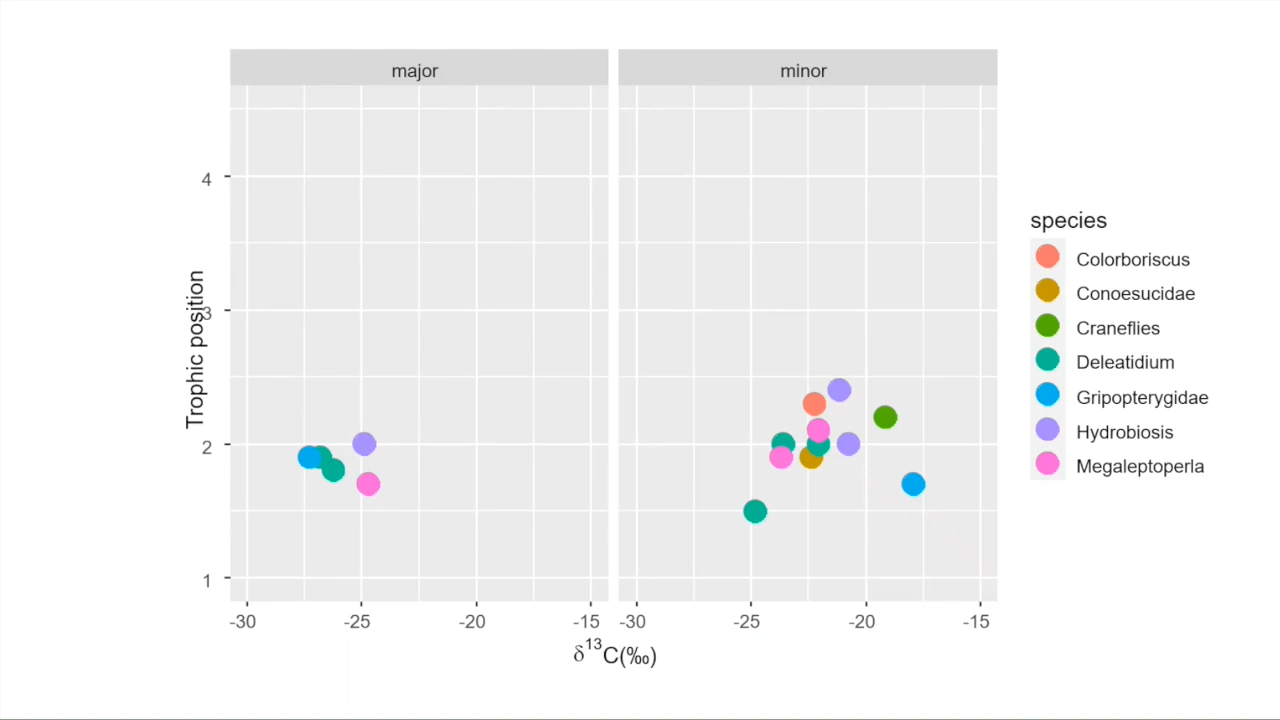 major
minor
4
3
2
1
Trophic position
-30
-25
-20
-15
-30
-25
-20
-15
δ13C(‰)
species
Colorboriscus
Conoesucidae
Craneflies
Deleatidium
Gripopterygidae
Hydrobiosis
Megaleptoperla